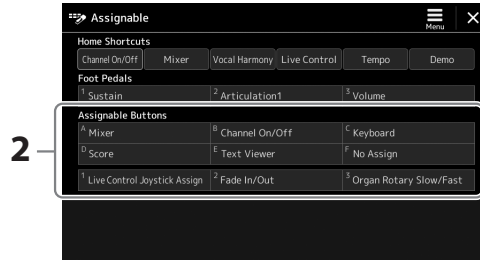 Assignable
Menu
Home Shortcuts
Channel On/Off Mixer Vocal Harmony Live Control Tempo Demo
Foot Pedals
1 Sustain 2 Articulation1 3 Volume
Assignable Buttons
A Mixer B Channel On/Off C Keyboard
2
D Score E Text Viewer F No Assign
1 Live Control Joystick Assign 2 Fade In/Out 3 Organ Rotary Slow/Fast